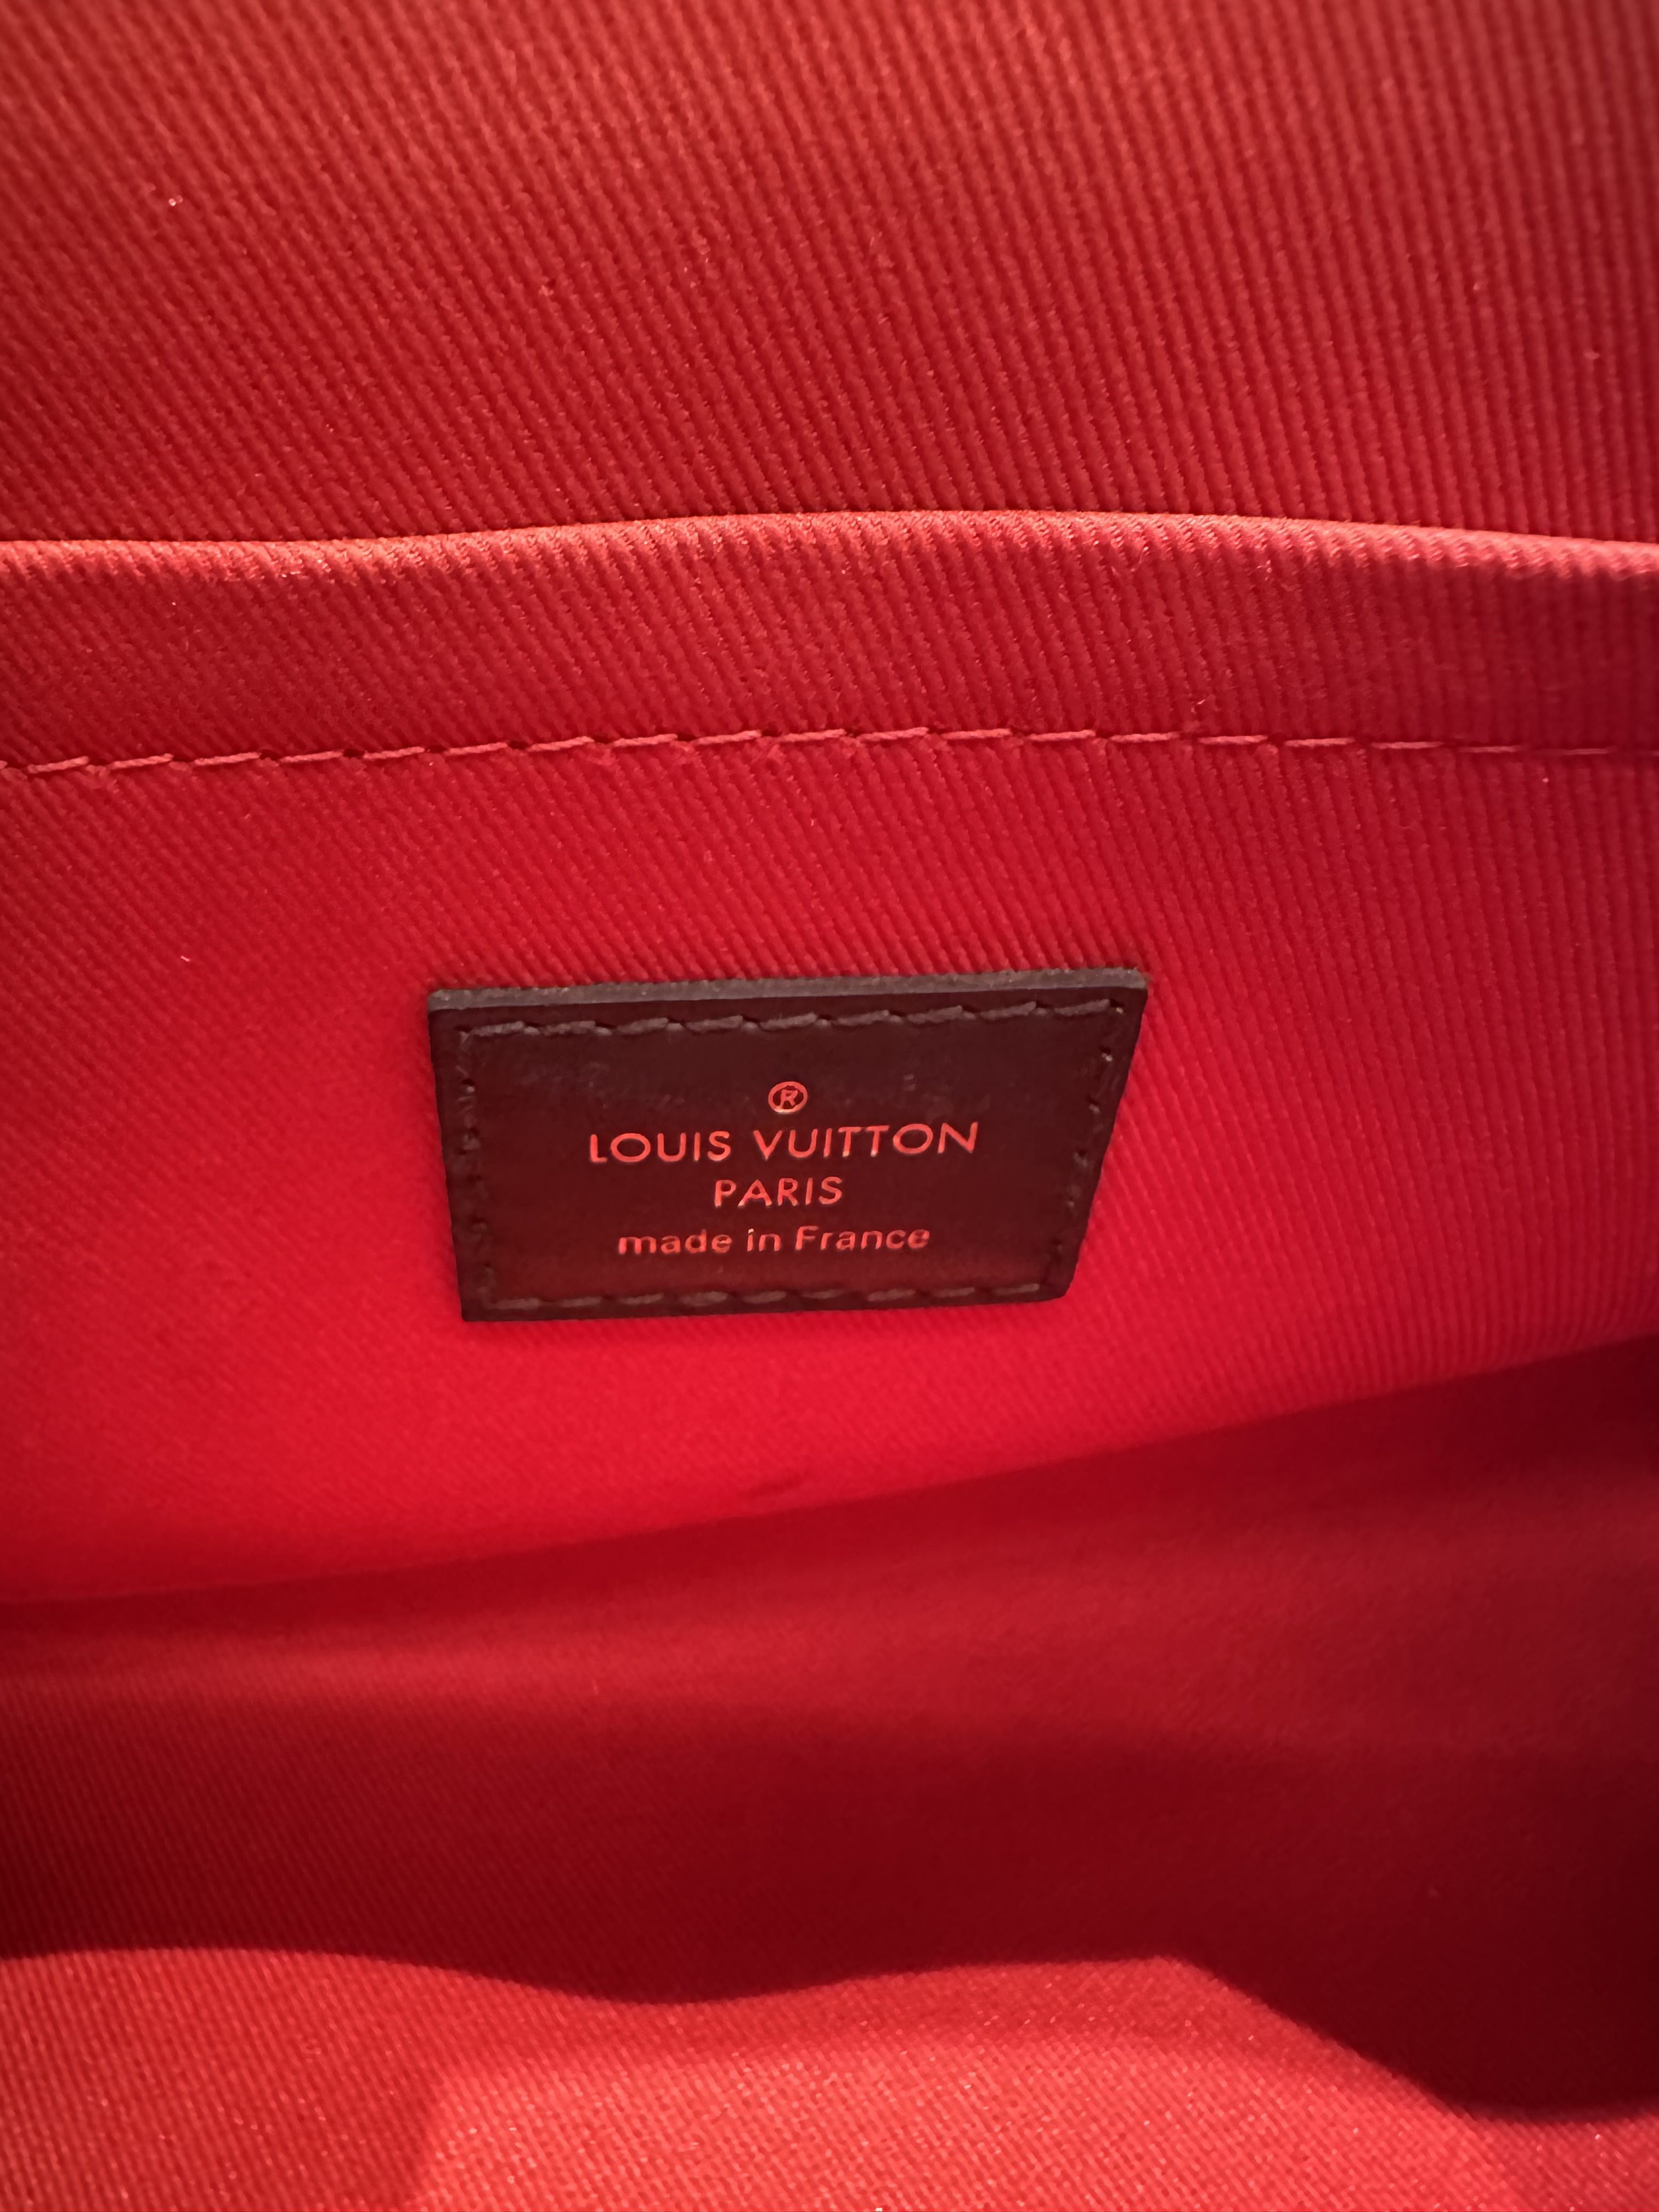 ®
LOUIS VUITTON
PARIS
made in France